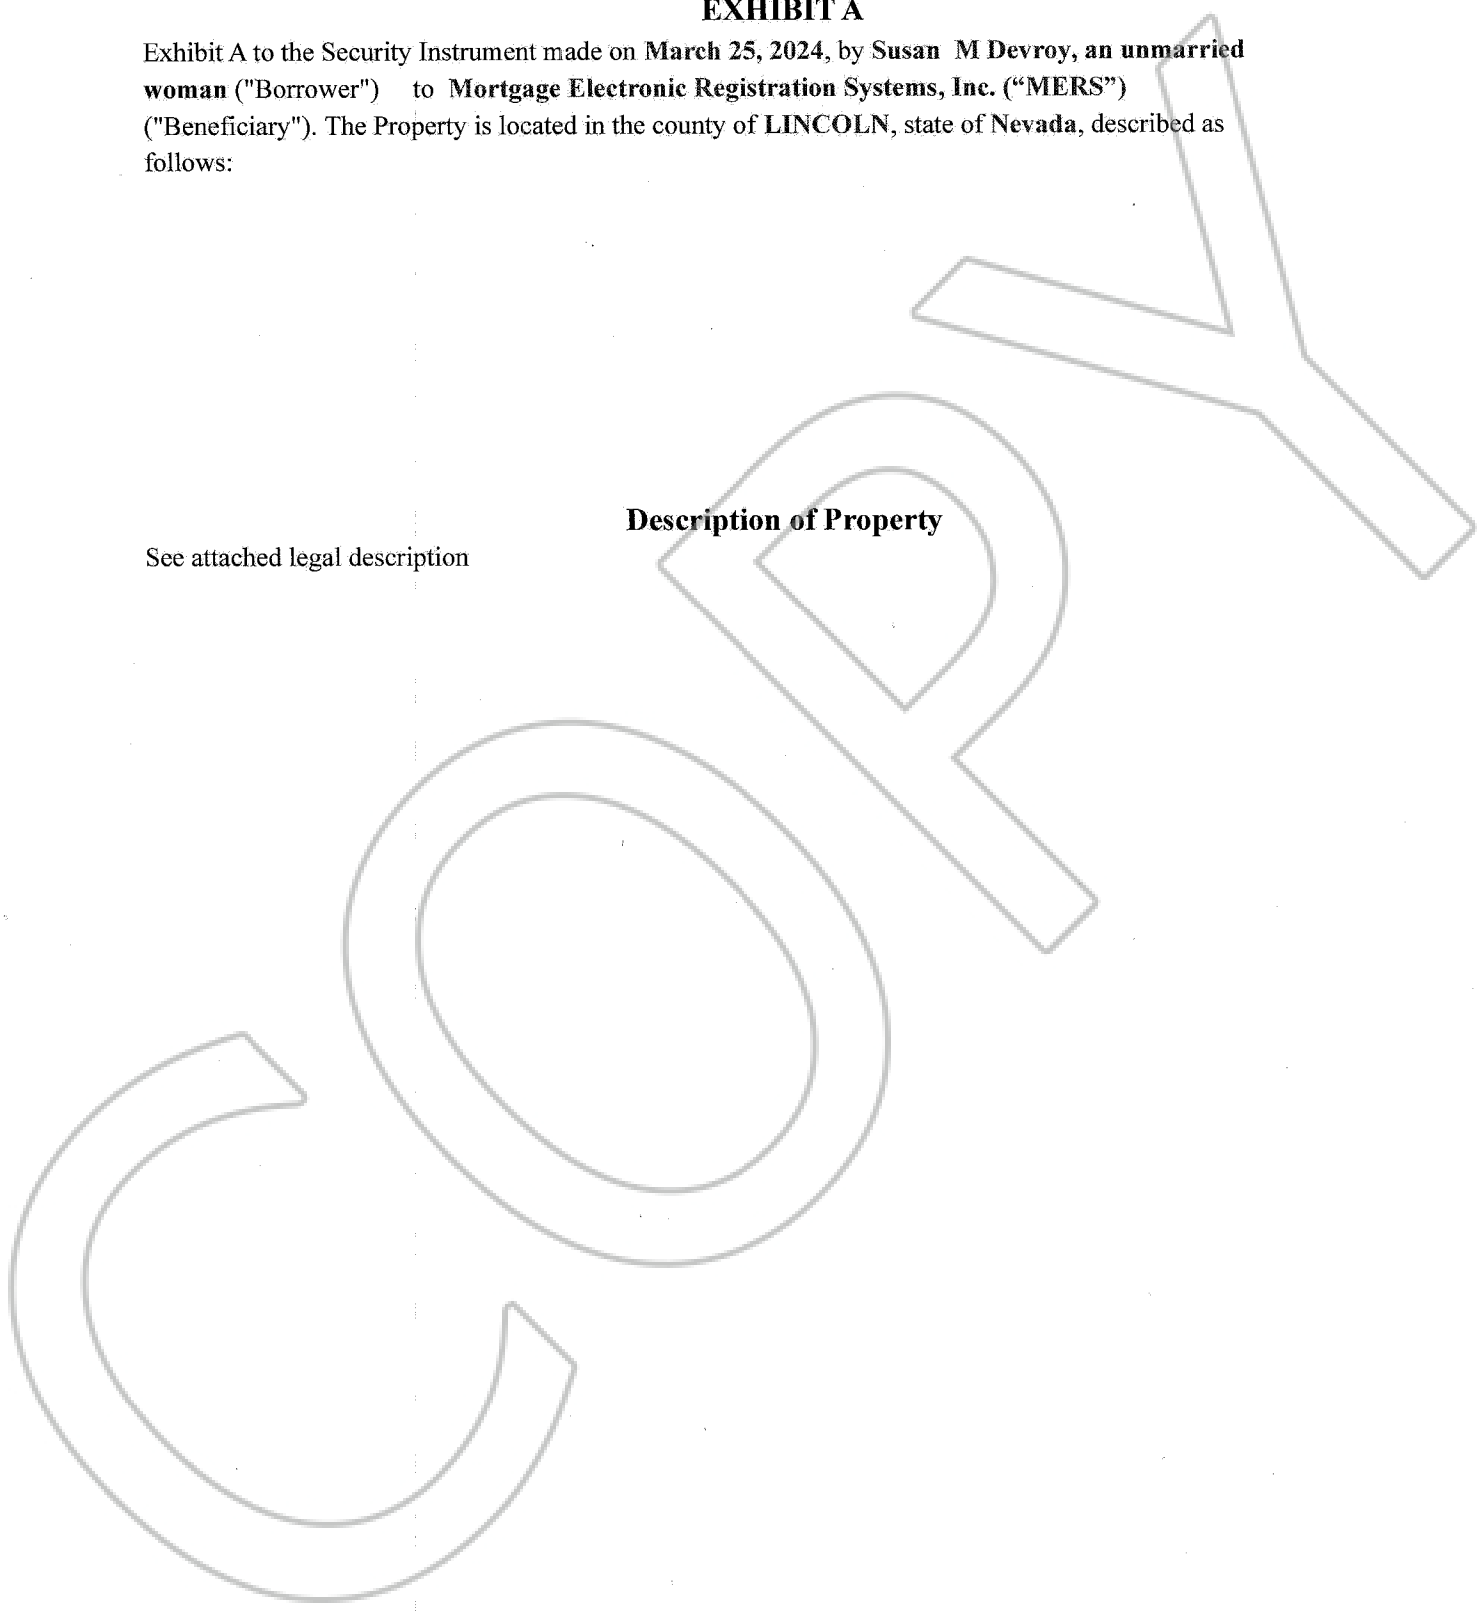 EXHIBIT A
Exhibit A to the Security Instrument made on March 25, 2024, by Susan M Devroy, an unmarried
woman ("Borrower") to Mortgage Electronic Registration Systems, Inc. (“MERS”)
("Beneficiary"). The Property is located in the county of LINCOLN, state of Nevada, described as
follows:
Description of Property
See attached legal description
COPY